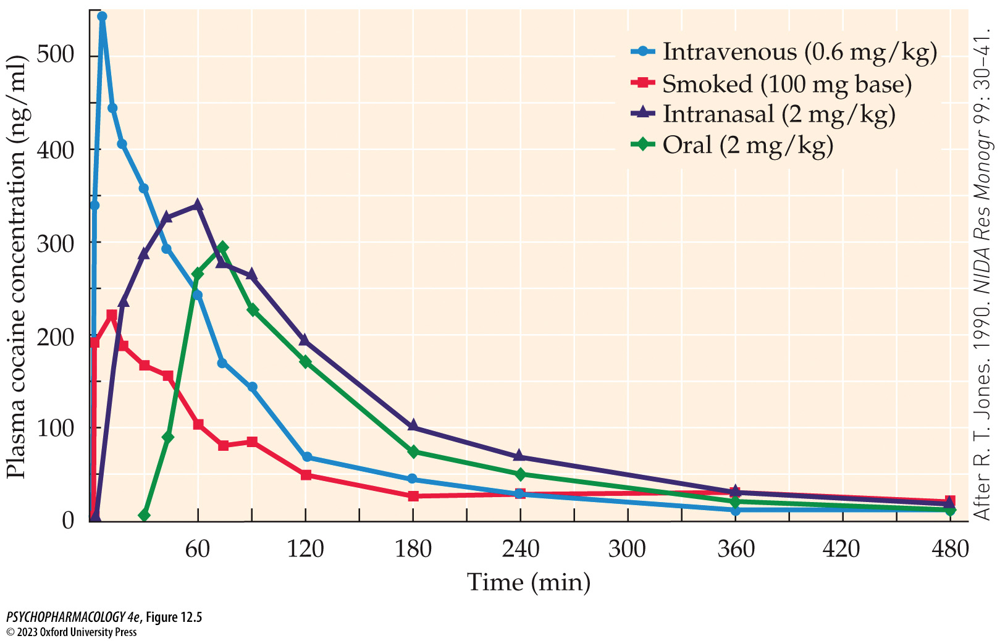 Plasma cocaine concentration (ng/ml)
500
400
300
200
100
0
Intravenous (0.6 mg/kg)
Smoked (100 mg base)
Intranasal (2 mg/kg)
Oral (2 mg/kg)
60 120 180 240 300 360 420 480
Time (min)
After R. T. Jones. 1990. NIDA Res Monogr 99: 30–41.
PSYCHOPHARMACOLOGY 4e, Figure 12.5
© 2023 Oxford University Press